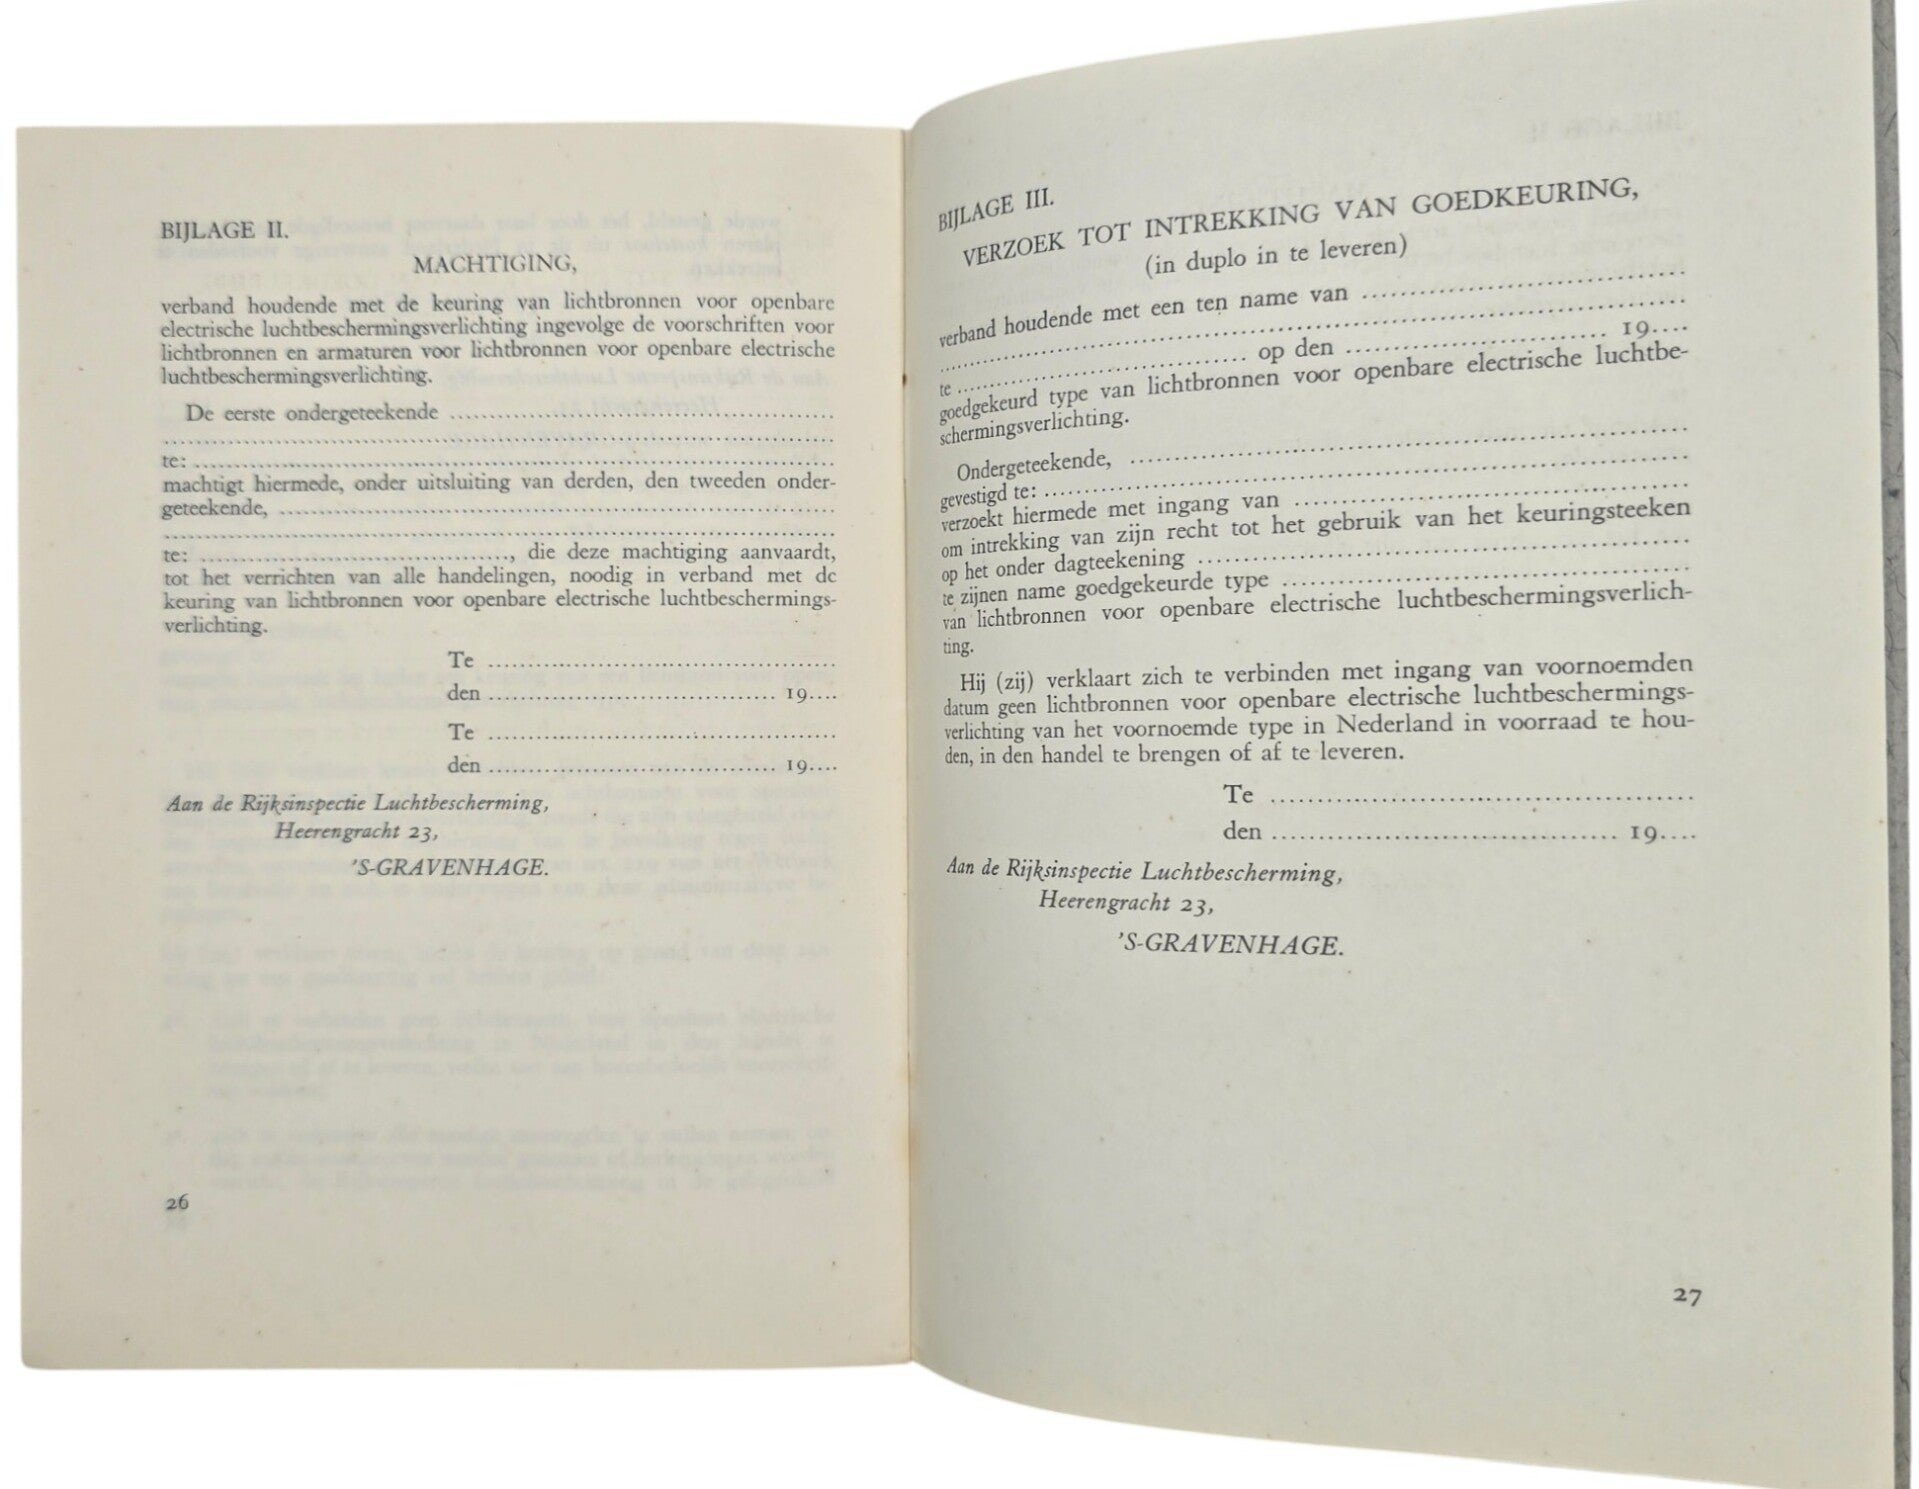 BIJLAGE II.
MACHTIGING,
verband houdende met de keuring van lichtbronnen voor openbare
electrische luchtbeschermingsverlichting ingevolge de voorschriften voor
lichtbronnen en armaturen voor lichtbronnen voor openbare electrische
luchtbeschermingsverlichting.
De eerste ondergeteekende ........................................
................................................................................
te: ................................................................................
machtigt hiermede, onder uitsluiting van derden, den tweeden onder-
geteekende, ................................................................
................................................................................
te: ......................................, die deze machtiging aanvaardt,
tot het verrichten van alle handelingen, noodig in verband met de
keuring van lichtbronnen voor openbare electrische luchtbeschermings-
verlichting.
Te ........................................
den .................................. 19....
Te ........................................
den .................................. 19....
Aan de Rijksinspectie Luchtbescherming,
Heerengracht 23,
'S-GRAVENHAGE.
26
BIJLAGE III.
VERZOEK TOT INTREKKING VAN GOEDKEURING,
(in duplo in te leveren)
verband houdende met een ten name van ........................................
................................................................................
te ........................................ op den .............................. 19....
goedgekeurd type van lichtbronnen voor openbare electrische luchtbe-
schermingsverlichting.
Ondergeteekende, ................................................................
gevestigd te: ................................................................
verzoekt hiermede met ingang van ................................................
om intrekking van zijn recht tot het gebruik van het keuringsteeken
op het onder dagteekening ................................................
te zijnen name goedgekeurde type ................................................
van lichtbronnen voor openbare electrische luchtbeschermingsverlich-
ting.
Hij (zij) verklaart zich te verbinden met ingang van voornoemden
datum geen lichtbronnen voor openbare electrische luchtbeschermings-
verlichting van het voornoemde type in Nederland in voorraad te hou-
den, in den handel te brengen of af te leveren.
Te ................................................
den ........................................ 19....
Aan de Rijksinspectie Luchtbescherming,
Heerengracht 23,
'S-GRAVENHAGE.
27